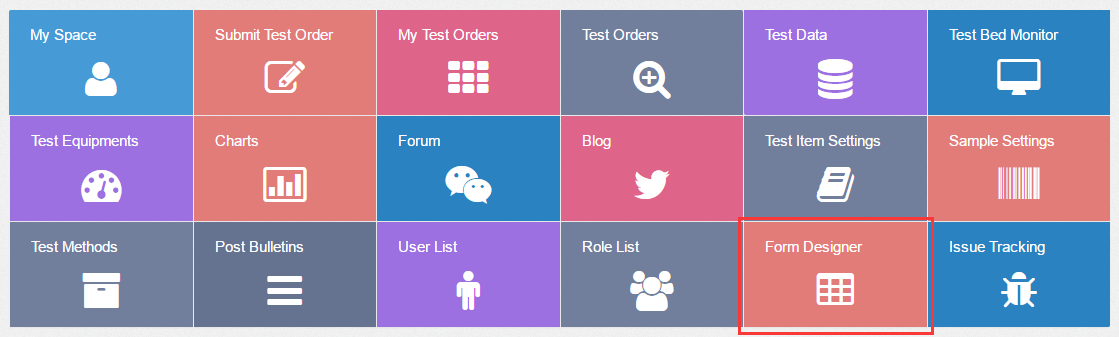 My Space
Submit Test Order
My Test Orders
Test Orders
Test Data
Test Bed Monitor
Test Equipments
Charts
Forum
Blog
Test Item Settings
Sample Settings
Test Methods
Post Bulletins
User List
Role List
Form Designer
Issue Tracking